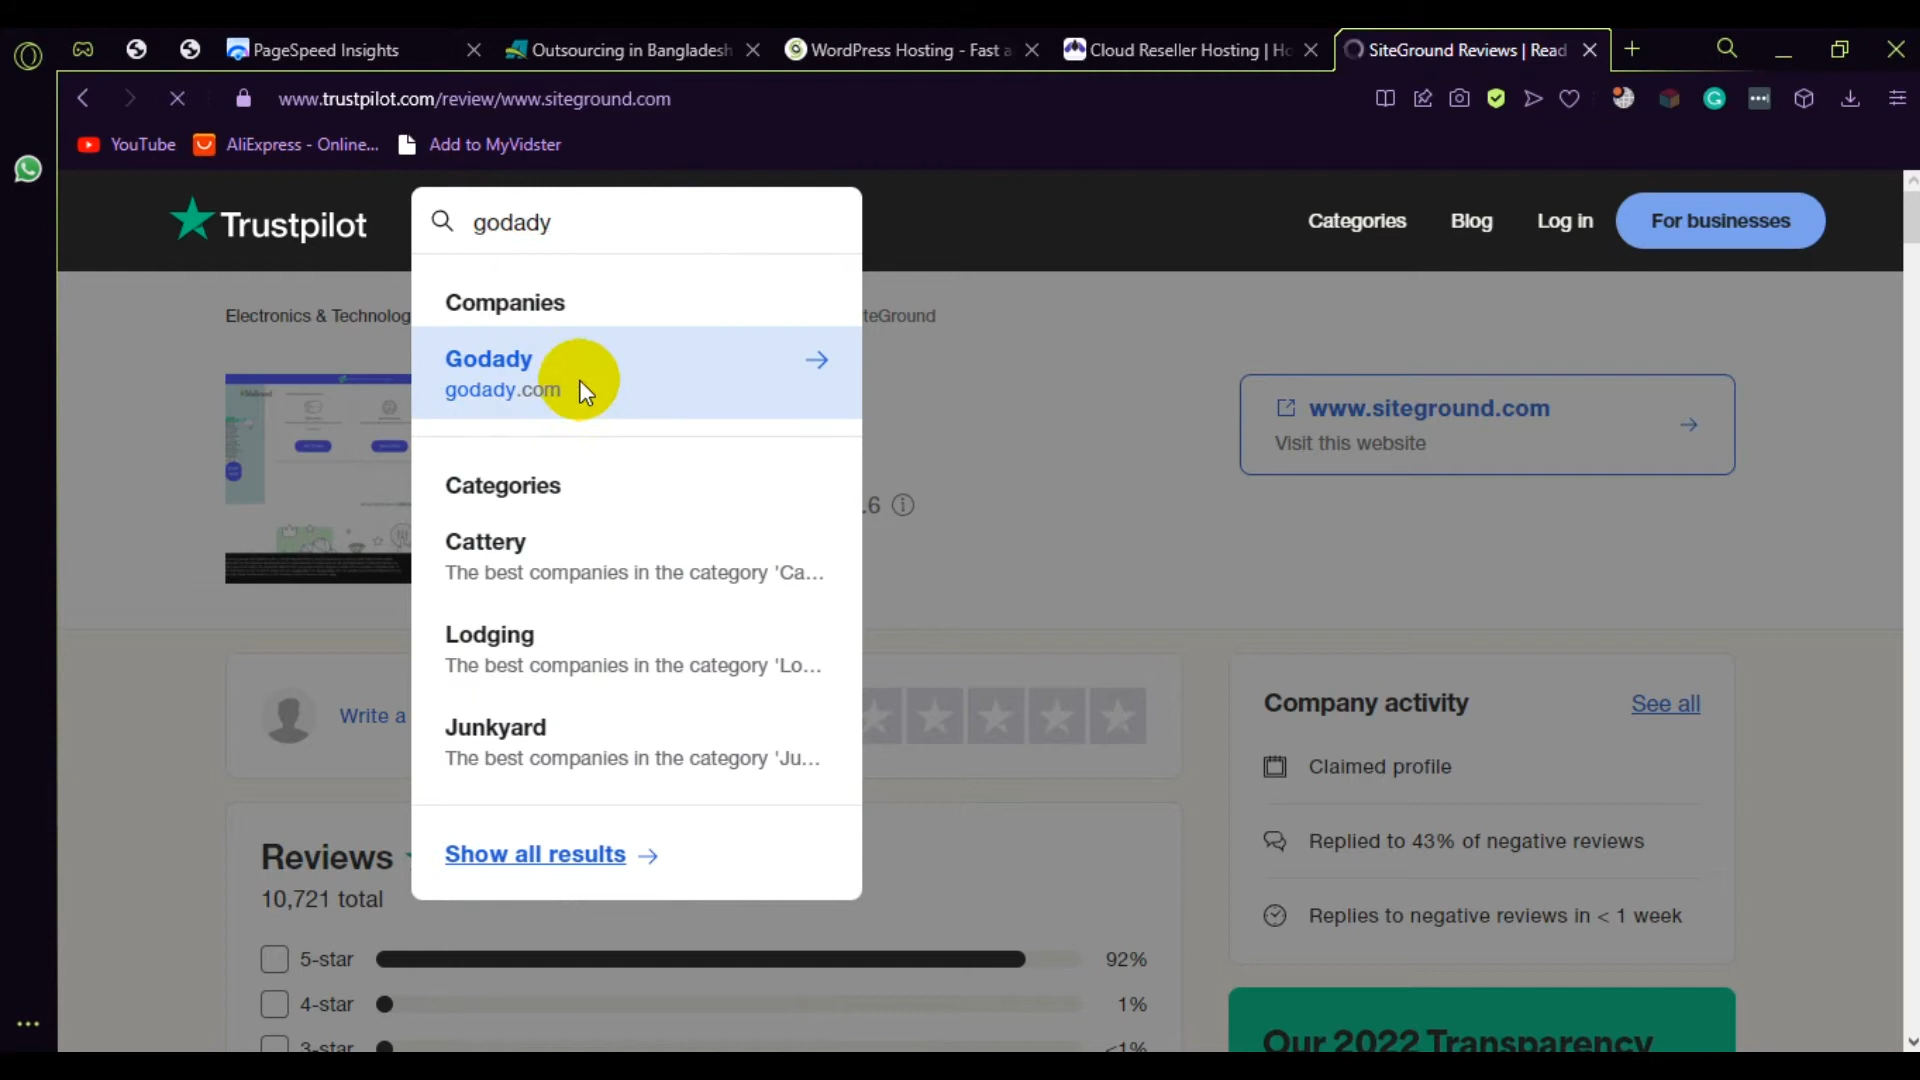 PageSpeed Insights
Outsourcing in Bangladesh
WordPress Hosting - Fast a
Cloud Reseller Hosting | Ho
SiteGround Reviews | Read
www.trustpilot.com/review/www.siteground.com
YouTube
AliExpress - Online...
Add to MyVidster
Trustpilot
godady
Categories
Blog
Log in
For businesses
Companies
Electronics & Technolog
teGround
Godady
godady.com
www.siteground.com
Visit this website
Categories
.6
Cattery
The best companies in the category 'Ca...
Lodging
The best companies in the category 'Lo...
Write a
Company activity
See all
Junkyard
The best companies in the category 'Ju...
Claimed profile
Show all results
Replied to 43% of negative reviews
Reviews
10,721 total
Replies to negative reviews in < 1 week
5-star
92%
4-star
1%
3-star
<1%
Our 2022 Transparency